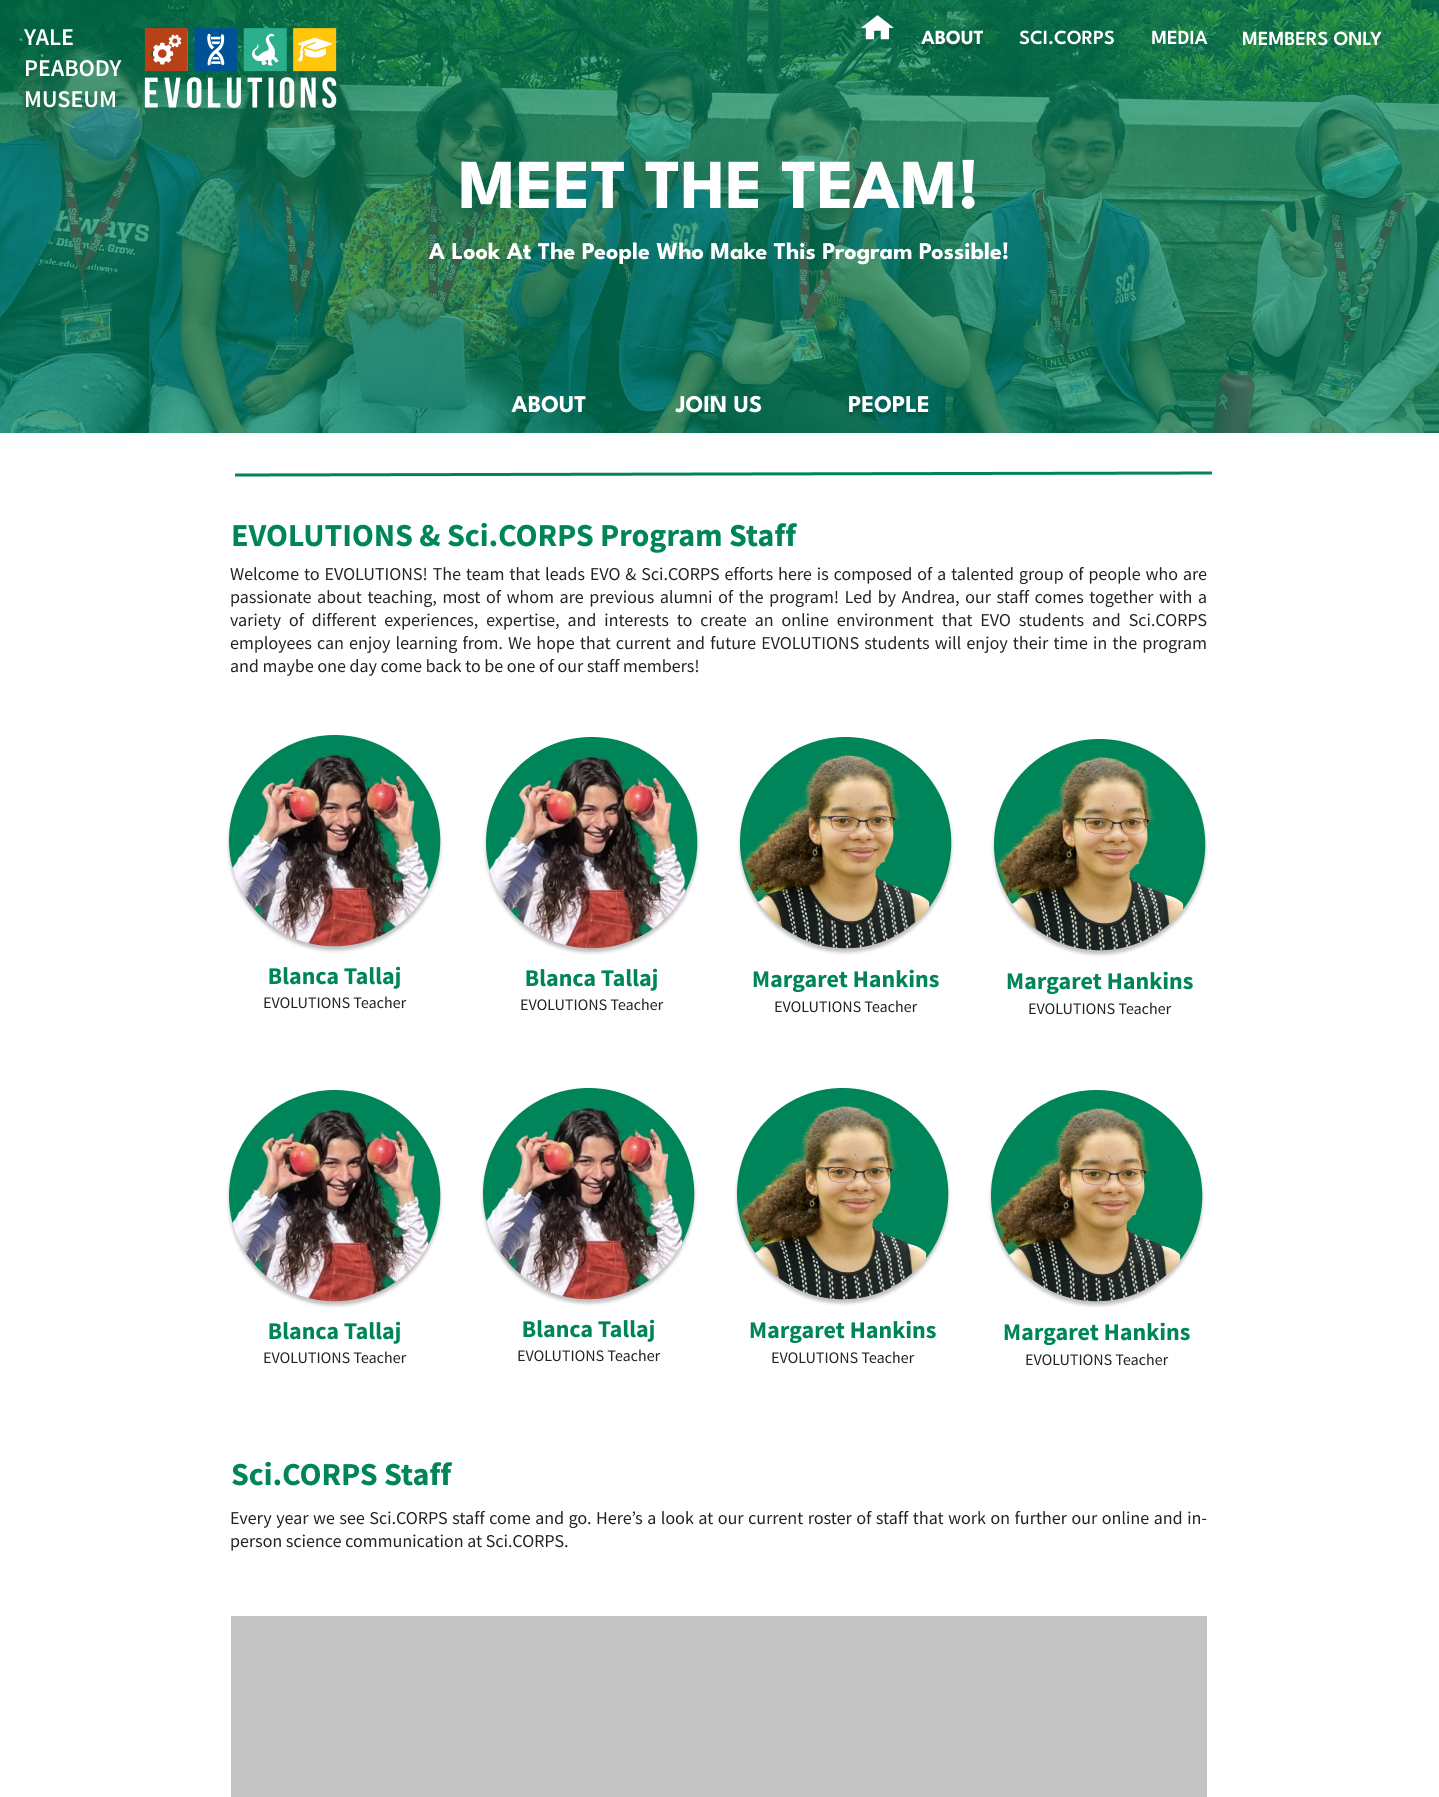 YALE
PEABODY
MUSEUM
EVOLUTIONS
ABOUT
SCI.CORPS
MEDIA
MEMBERS ONLY
MEET THE TEAM!
A Look At The People Who Make This Program Possible!
ABOUT
JOIN US
PEOPLE
EVOLUTIONS & Sci.CORPS Program Staff
Welcome to EVOLUTIONS! The team that leads EVO & Sci.CORPS efforts here is composed of a talented group of people who are
passionate about teaching, most of whom are previous alumni of the program! Led by Andrea, our staff comes together with a
variety of different experiences, expertise, and interests to create an online environment that EVO students and Sci.CORPS
employees can enjoy learning from. We hope that current and future EVOLUTIONS students will enjoy their time in the program
and maybe one day come back to be one of our staff members!
Blanca Tallaj
EVOLUTIONS Teacher
Blanca Tallaj
EVOLUTIONS Teacher
Margaret Hankins
EVOLUTIONS Teacher
Margaret Hankins
EVOLUTIONS Teacher
Blanca Tallaj
EVOLUTIONS Teacher
Blanca Tallaj
EVOLUTIONS Teacher
Margaret Hankins
EVOLUTIONS Teacher
Margaret Hankins
EVOLUTIONS Teacher
Sci.CORPS Staff
Every year we see Sci.CORPS staff come and go. Here’s a look at our current roster of staff that work on further our online and in-
person science communication at Sci.CORPS.